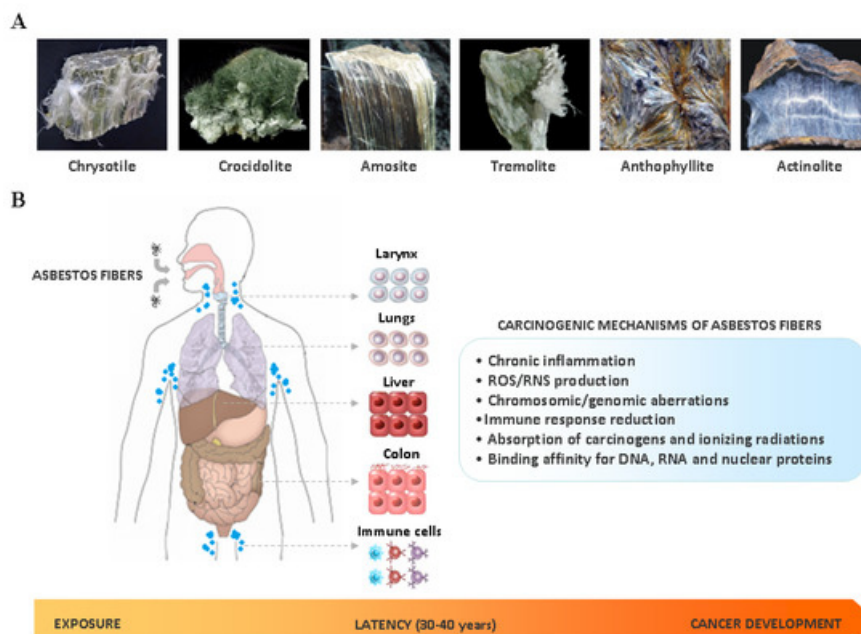 A
Chrysotile
Crocidolite
Amosite
Tremolite
Anthophyllite
Actinolite
B
ASBESTOS FIBERS
Larynx
Lungs
Liver
Colon
Immune cells
CARCINOGENIC MECHANISMS OF ASBESTOS FIBERS
• Chronic inflammation
• ROS/RNS production
• Chromosomic/genomic aberrations
•Immune response reduction
• Absorption of carcinogens and ionizing radiations
• Binding affinity for DNA, RNA and nuclear proteins
EXPOSURE
LATENCY (30-40 years)
CANCER DEVELOPMENT